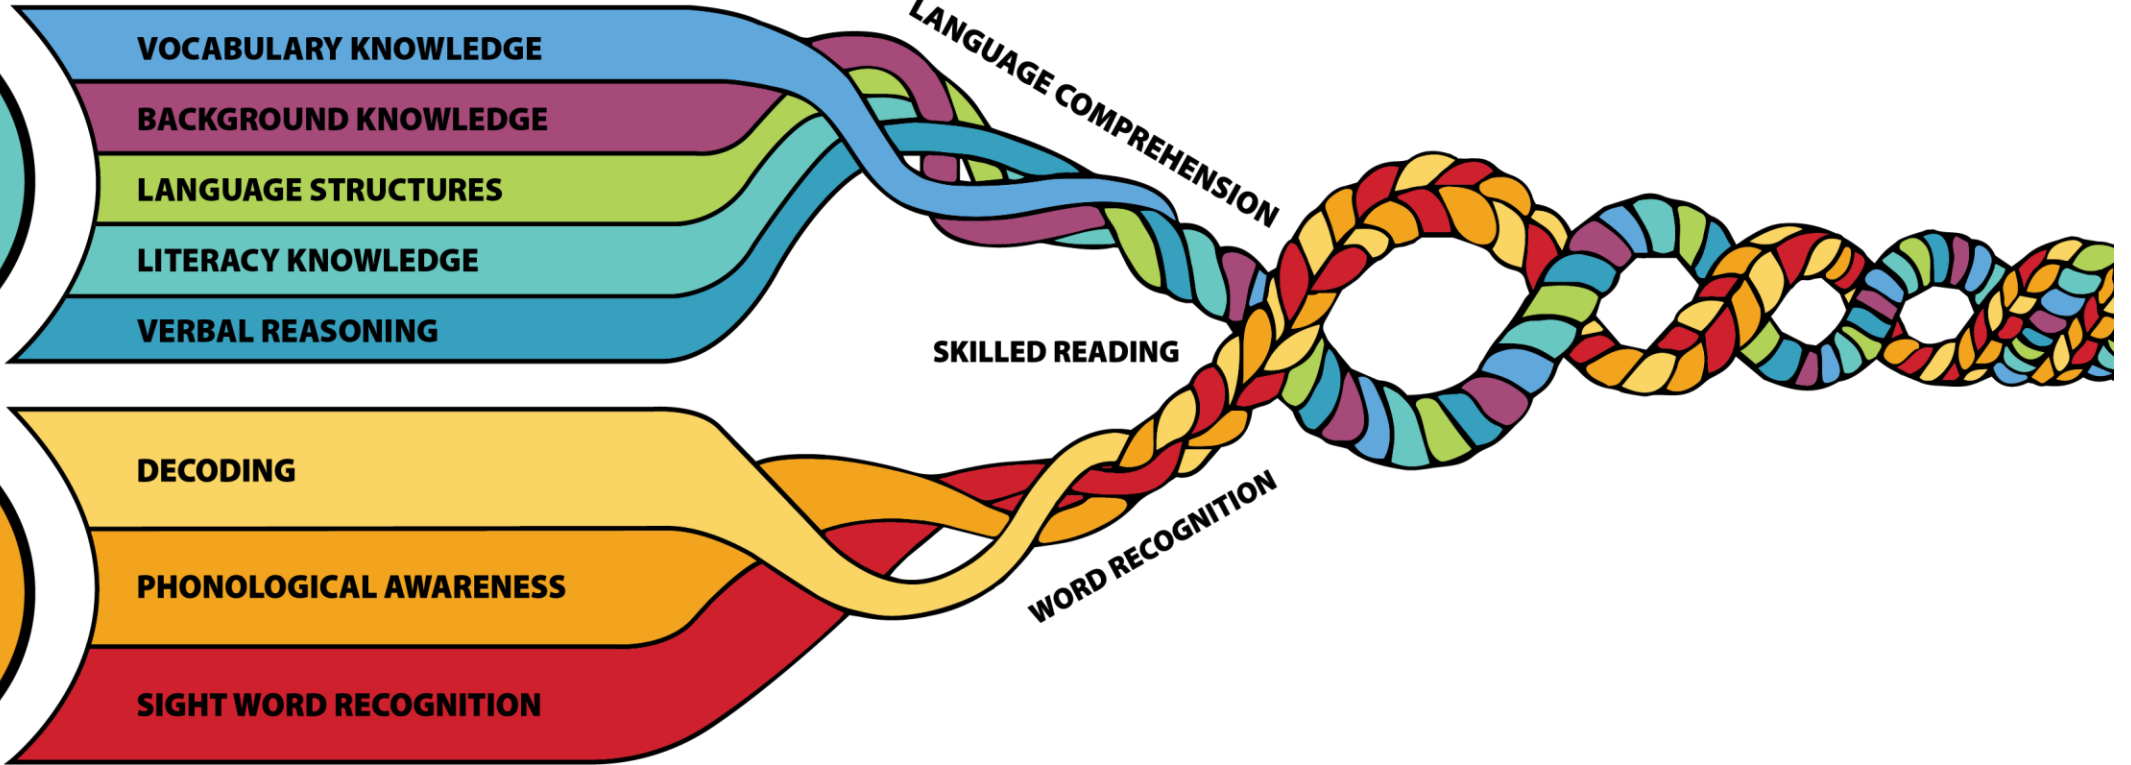 VOCABULARY KNOWLEDGE
BACKGROUND KNOWLEDGE
LANGUAGE STRUCTURES
LITERACY KNOWLEDGE
VERBAL REASONING
LANGUAGE COMPREHENSION
SKILLED READING
DECODING
PHONOLOGICAL AWARENESS
SIGHT WORD RECOGNITION
WORD RECOGNITION